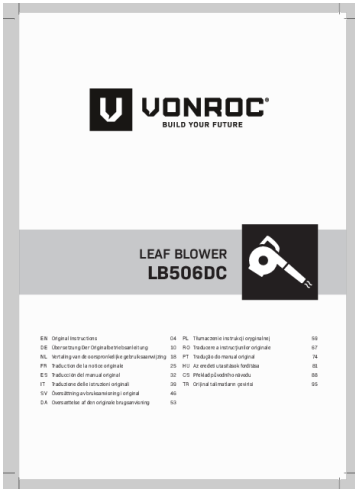 VONROC®
BUILD YOUR FUTURE
LEAF BLOWER
LB506DC
EN Original Instructions 04
DE Übersetzung Der Originalbetriebsanleitung 10
NL Vertaling van de oorspronkelijke gebruiksaanwijzing 18
FR Traduction de la notice originale 25
ES Traducción del manual original 32
IT Traduzione delle istruzioni originali 39
SV Översättning av bruksanvisning i original 46
DA Oversættelse af den originale brugsanvisning 53
PL Tłumaczenie instrukcji oryginalnej 59
RO Traducere a instrucțiunilor originale 67
PT Tradução do manual original 74
HU Az eredeti utasítások fordítása 81
CS Překlad původního návodu 88
TR Orijinal talimatların çevirisi 95